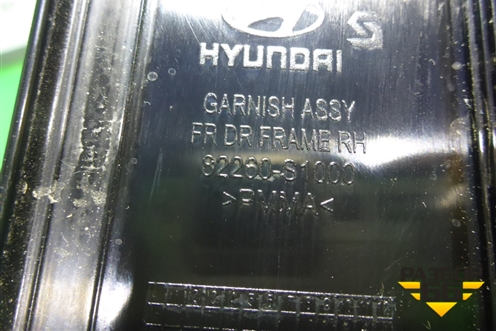 HYUNDAI
GARNISH ASSY
FR DR FRAME RH
82260-S1000
>PMMA<